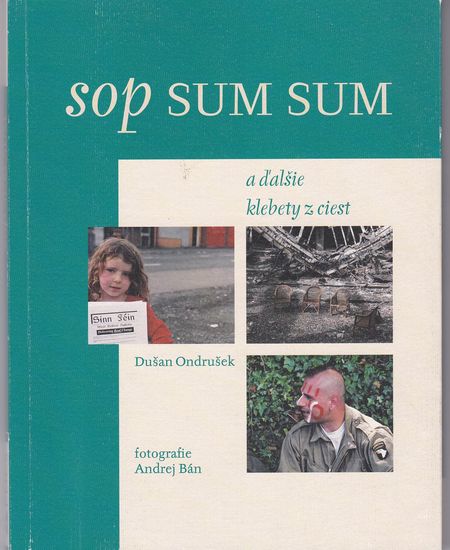 sop SUM SUM
a ďalšie
klebety z ciest
Sinn Féin
Dušan Ondrušek
fotografie
Andrej Bán